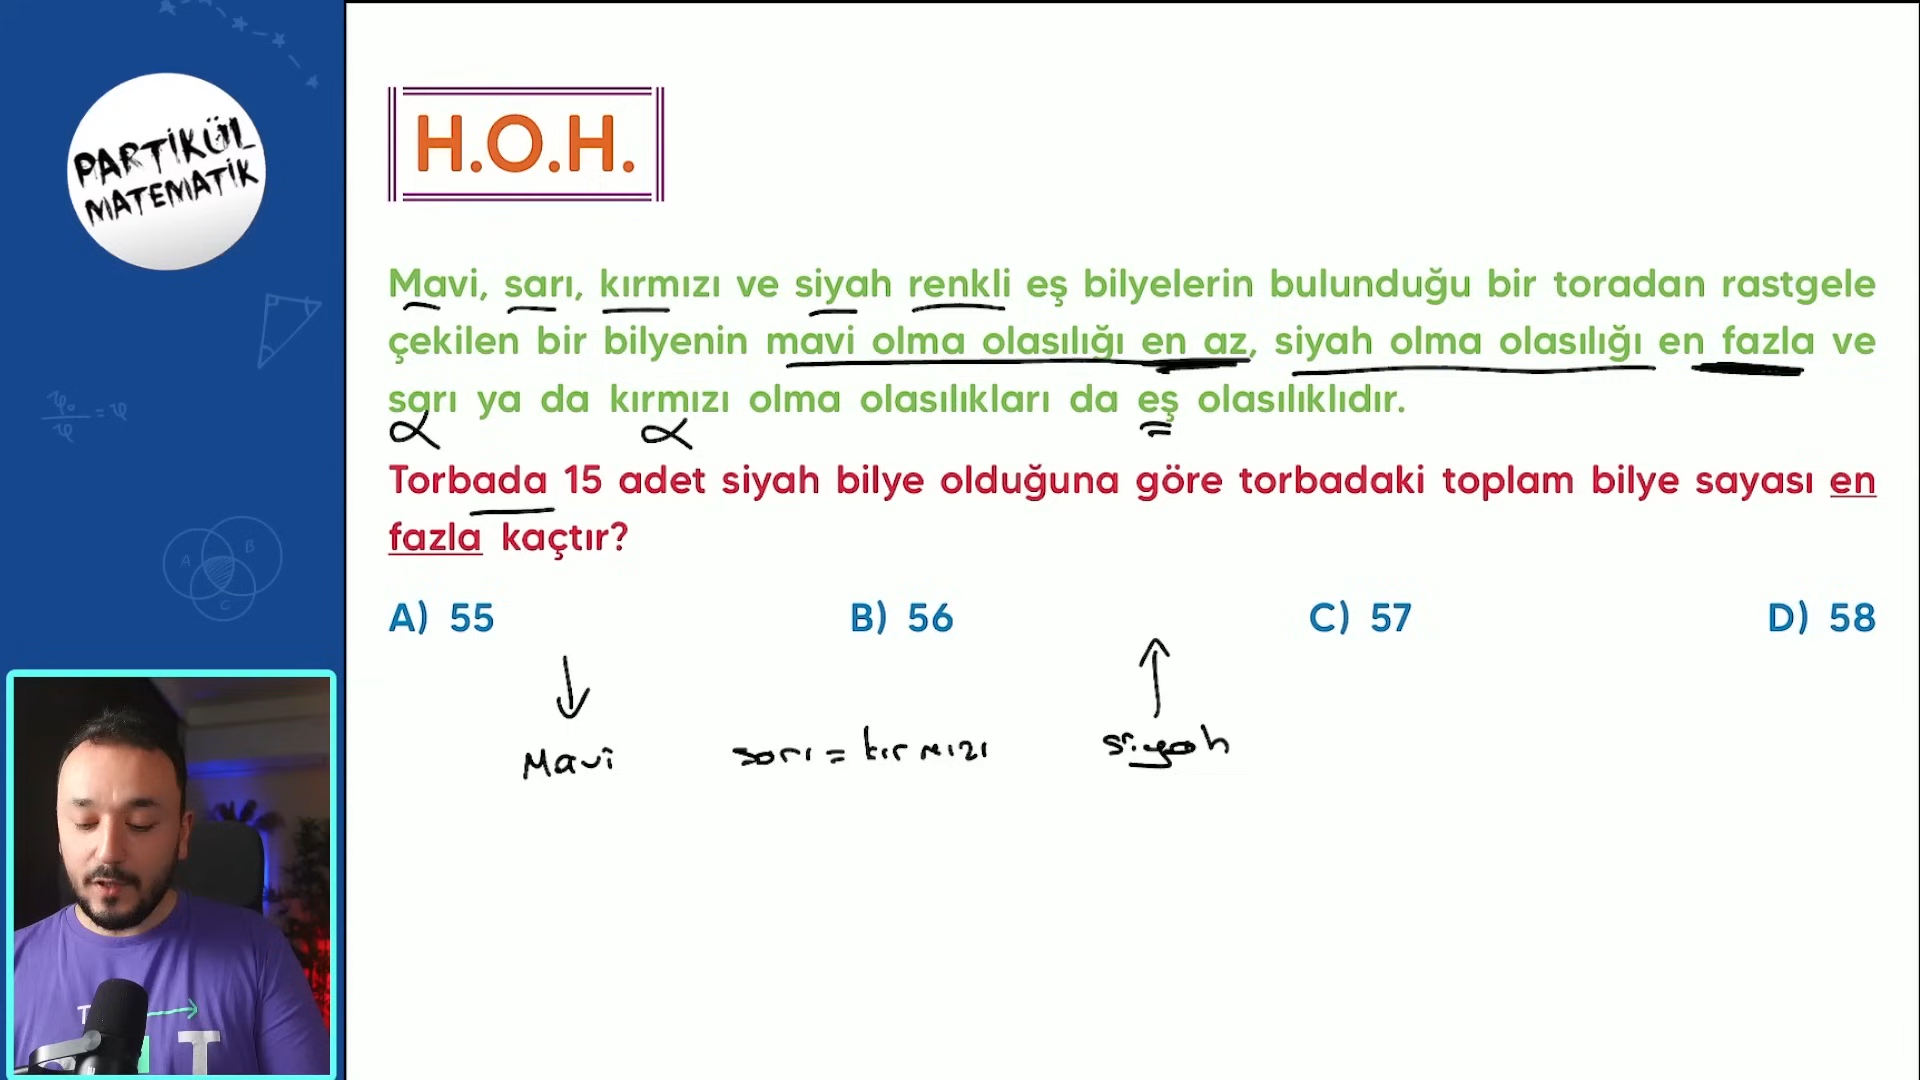 PARTİKÜL
MATEMATİK
H.O.H.
Mavi, sarı, kırmızı ve siyah renkli eş bilyelerin bulunduğu bir toradan rastgele
çekilen bir bilyenin mavi olma olasılığı en az, siyah olma olasılığı en fazla ve
sarı ya da kırmızı olma olasılıkları da eş olasılıklıdır.
Torbada 15 adet siyah bilye olduğuna göre torbadaki toplam bilye sayası en
fazla kaçtır?
A) 55 B) 56 C) 57 D) 58
Mavi sarı = kırmızı siyah
A B
C